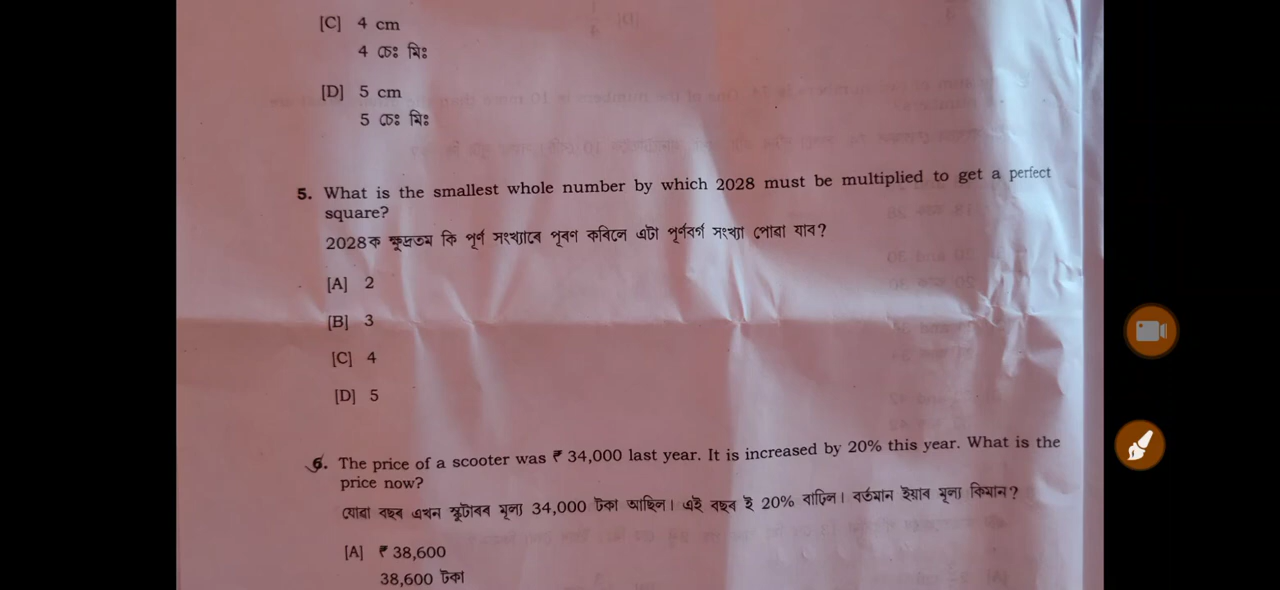 [C] 4 cm
4 চেঃ মিঃ
[D] 5 cm
5 চেঃ মিঃ
5. What is the smallest whole number by which 2028 must be multiplied to get a perfect
square?
2028ক ক্ষুদ্ৰতম কি পূৰ্ণ সংখ্যাৰে পূৰণ কৰিলে এটা পূৰ্ণবৰ্গ সংখ্যা পোৱা যাব?
[A] 2
[B] 3
[C] 4
[D] 5
6. The price of a scooter was ₹ 34,000 last year. It is increased by 20% this year. What is the
price now?
যোৱা বছৰ এখন স্কুটাৰৰ মূল্য 34,000 টকা আছিল। এই বছৰ ই 20% বাঢ়িল। বৰ্তমান ইয়াৰ মূল্য কিমান?
[A] ₹ 38,600
38,600 টকা